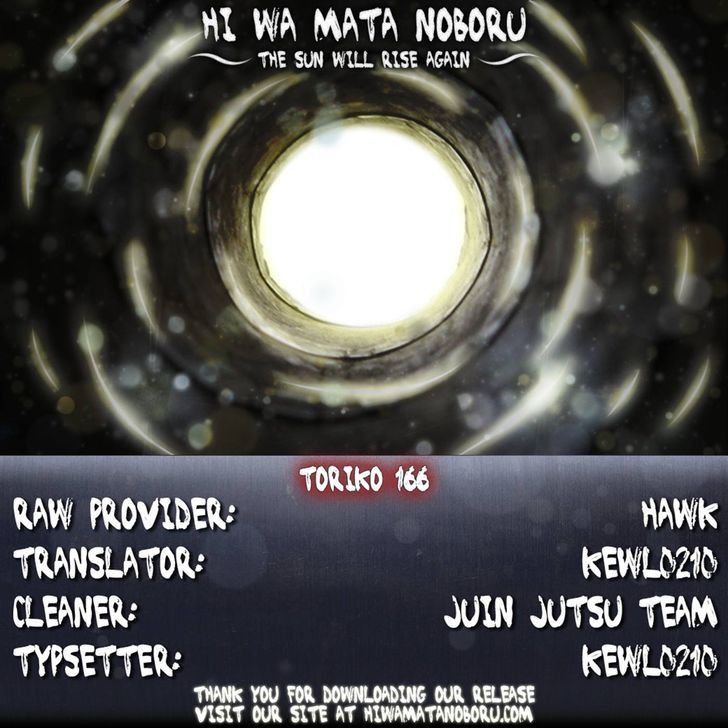 HI WA MATA NOBORU
THE SUN WILL RISE AGAIN
TORIKO 166
RAW PROVIDER: HAWK
TRANSLATOR: KEWL0210
CLEANER: JUIN JUTSU TEAM
TYPSETTER: KEWL0210
THANK YOU FOR DOWNLOADING OUR RELEASE
VISIT OUR SITE AT HIWAMATANOBORU.COM